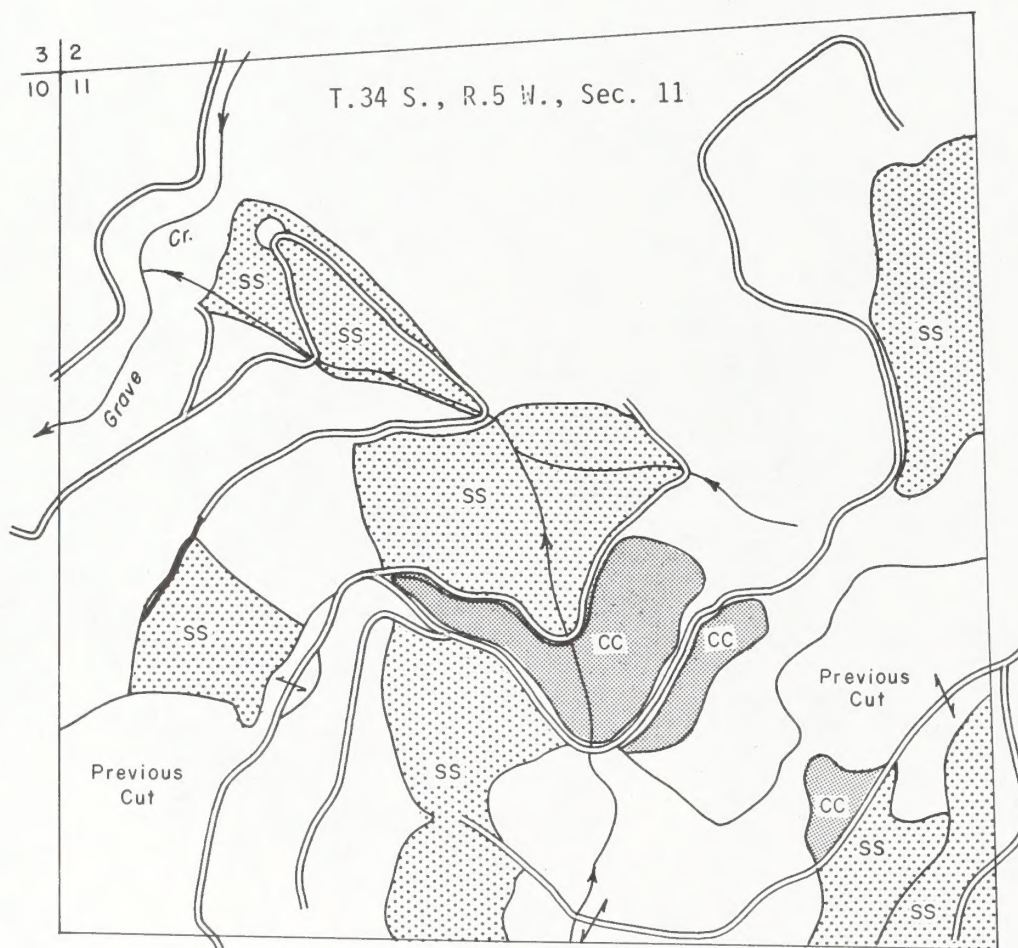 3 2
10 11
T.34 S., R.5 W., Sec. 11
Cr.
SS
SS
SS
Grave
SS
SS
CC
CC
Previous
Cut
Previous
Cut
SS
CC
SS
SS